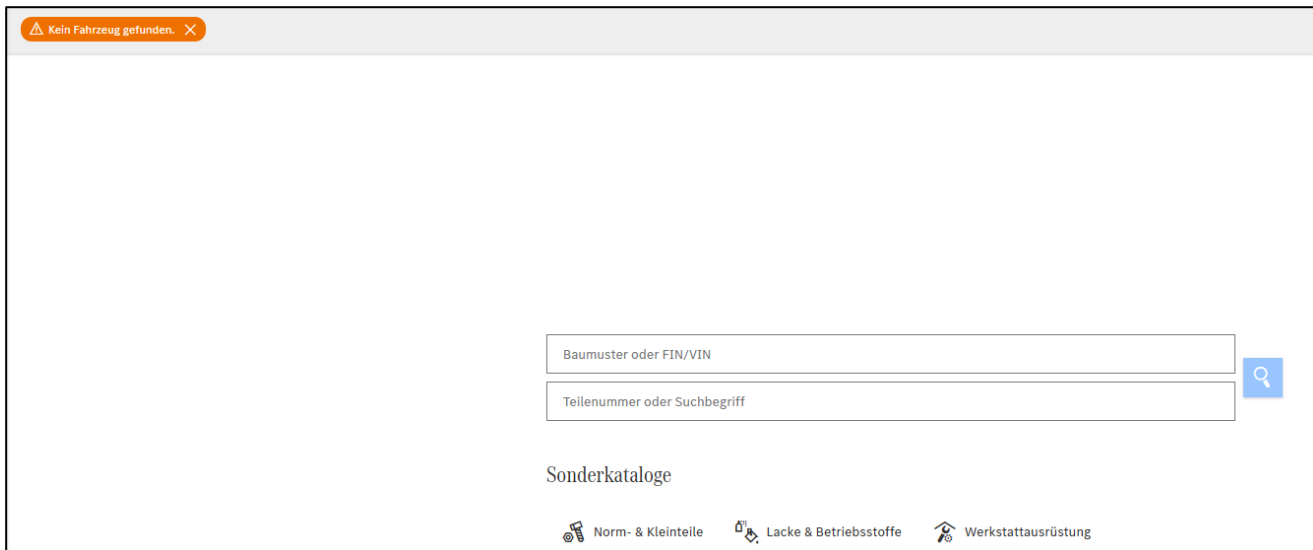 Kein Fahrzeug gefunden.
Baumuster oder FIN/VIN
Teilenummer oder Suchbegriff
Sonderkataloge
Norm- & Kleinteile Lacke & Betriebsstoffe Werkstattausrüstung